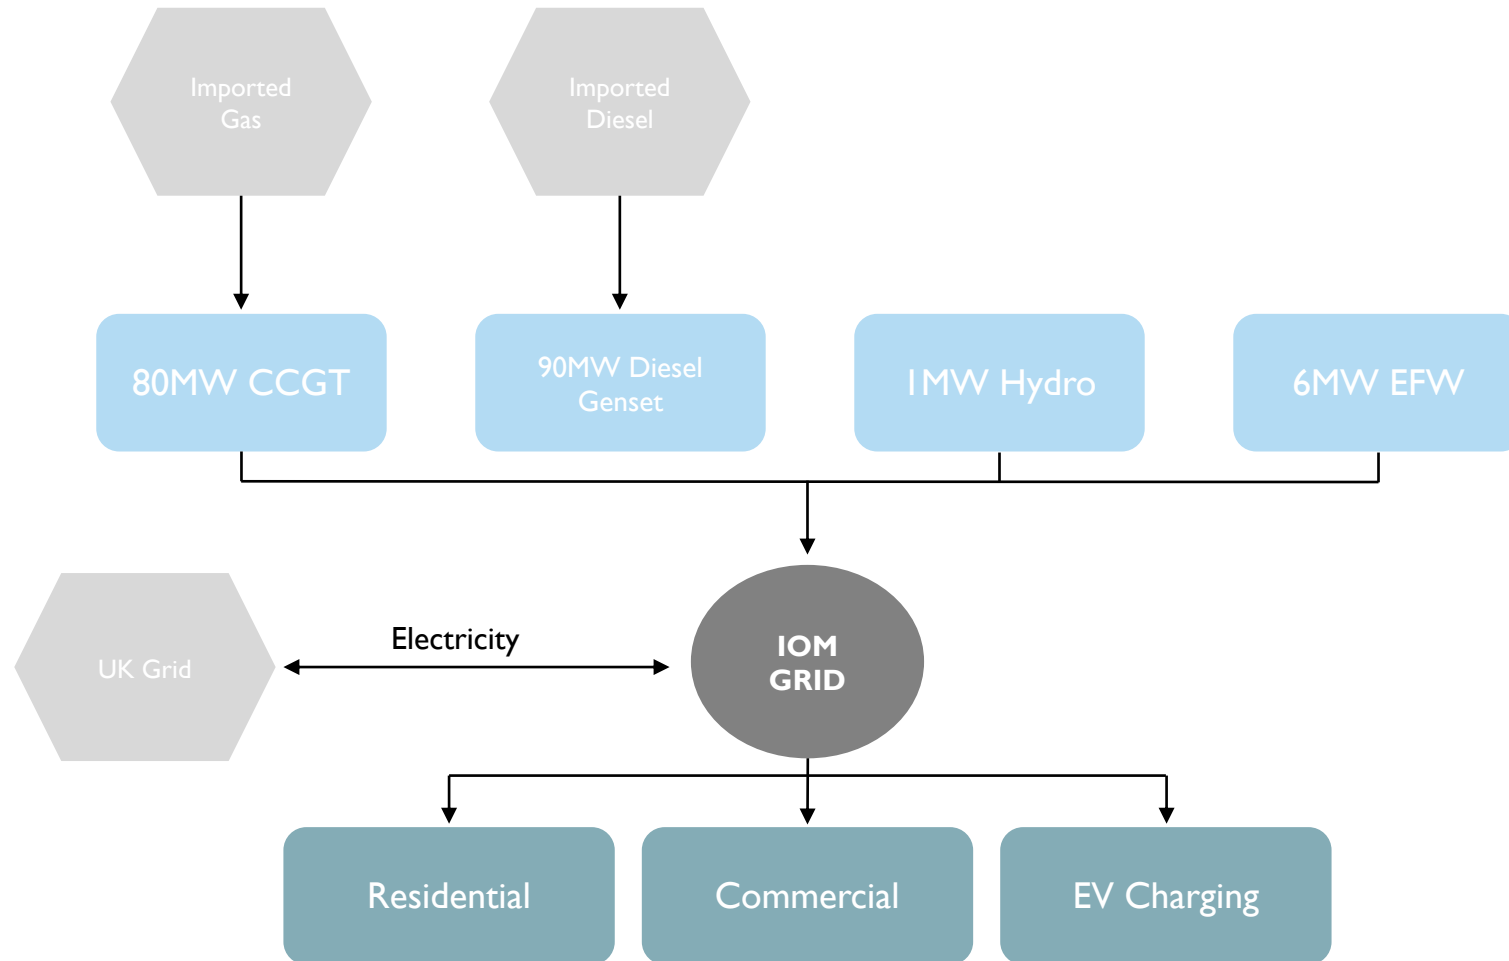 Imported
Gas
Imported
Diesel
80MW CCGT
90MW Diesel
Genset
1MW Hydro
6MW EFW
UK Grid
Electricity
IOM
GRID
Residential
Commercial
EV Charging